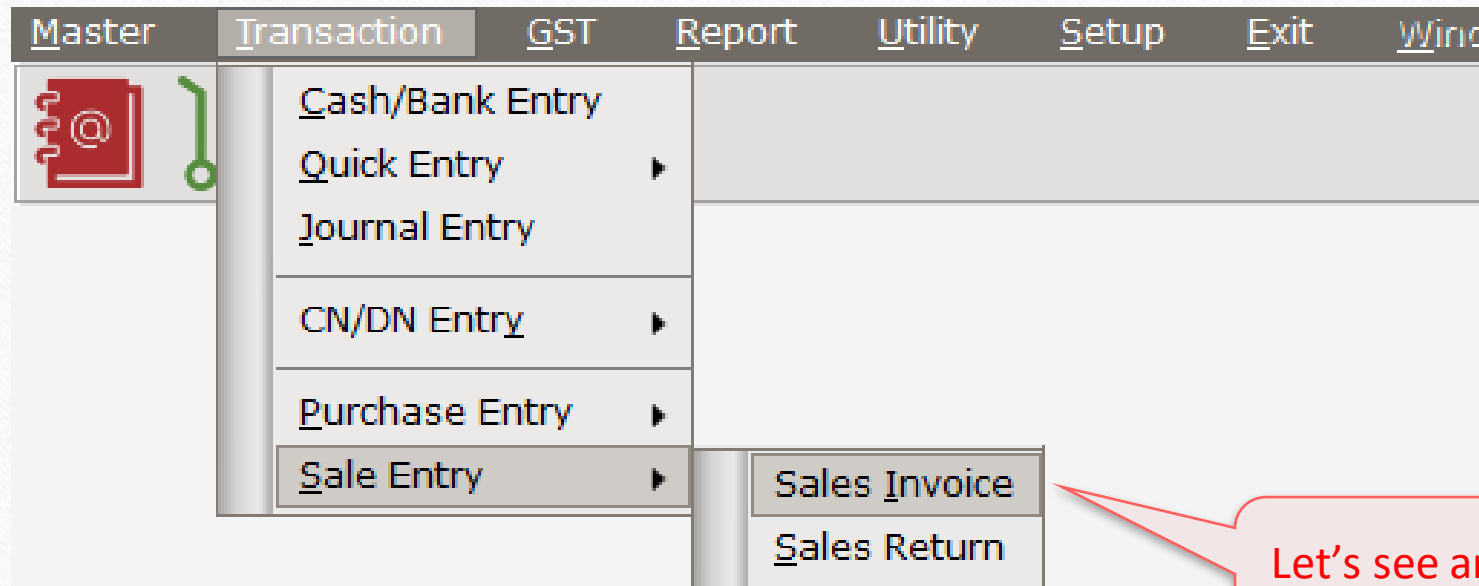 Master Transaction GST Report Utility Setup Exit
@
Cash/Bank Entry
Quick Entry
Journal Entry
CN/DN Entry
Purchase Entry
Sale Entry
Sales Invoice
Sales Return
Let’s see